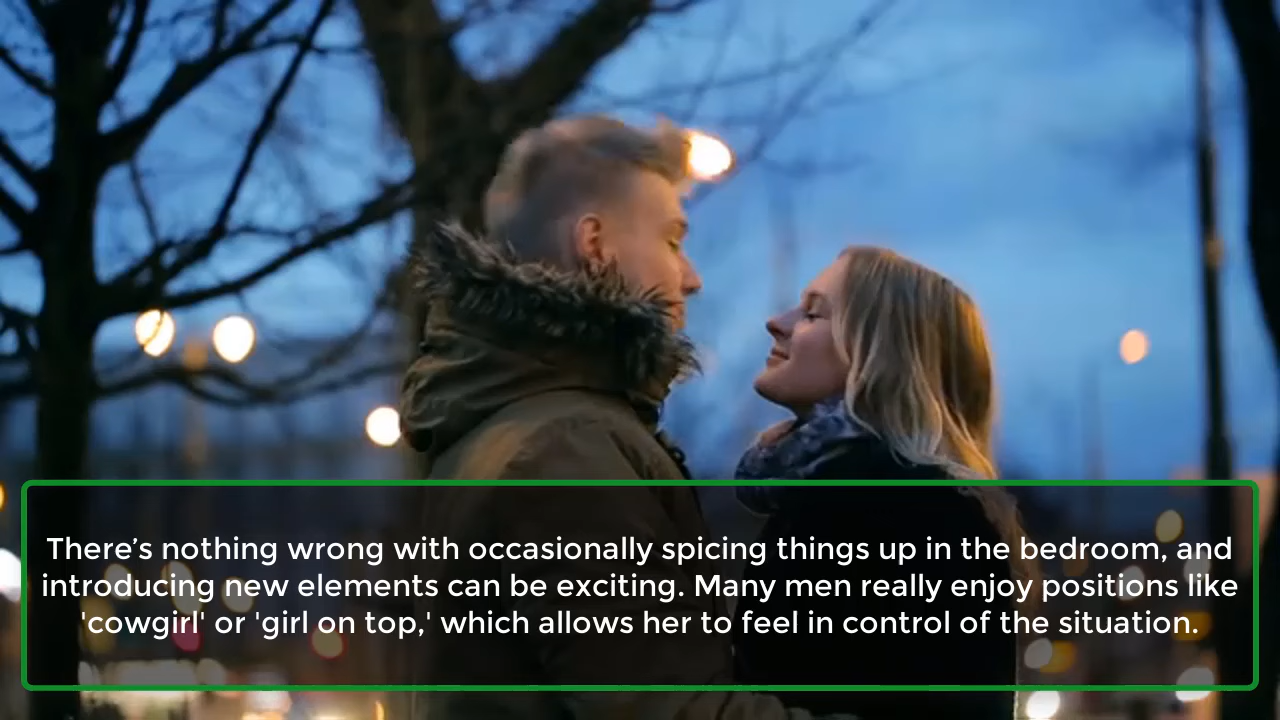 There’s nothing wrong with occasionally spicing things up in the bedroom, and
introducing new elements can be exciting. Many men really enjoy positions like
'cowgirl' or 'girl on top,' which allows her to feel in control of the situation.